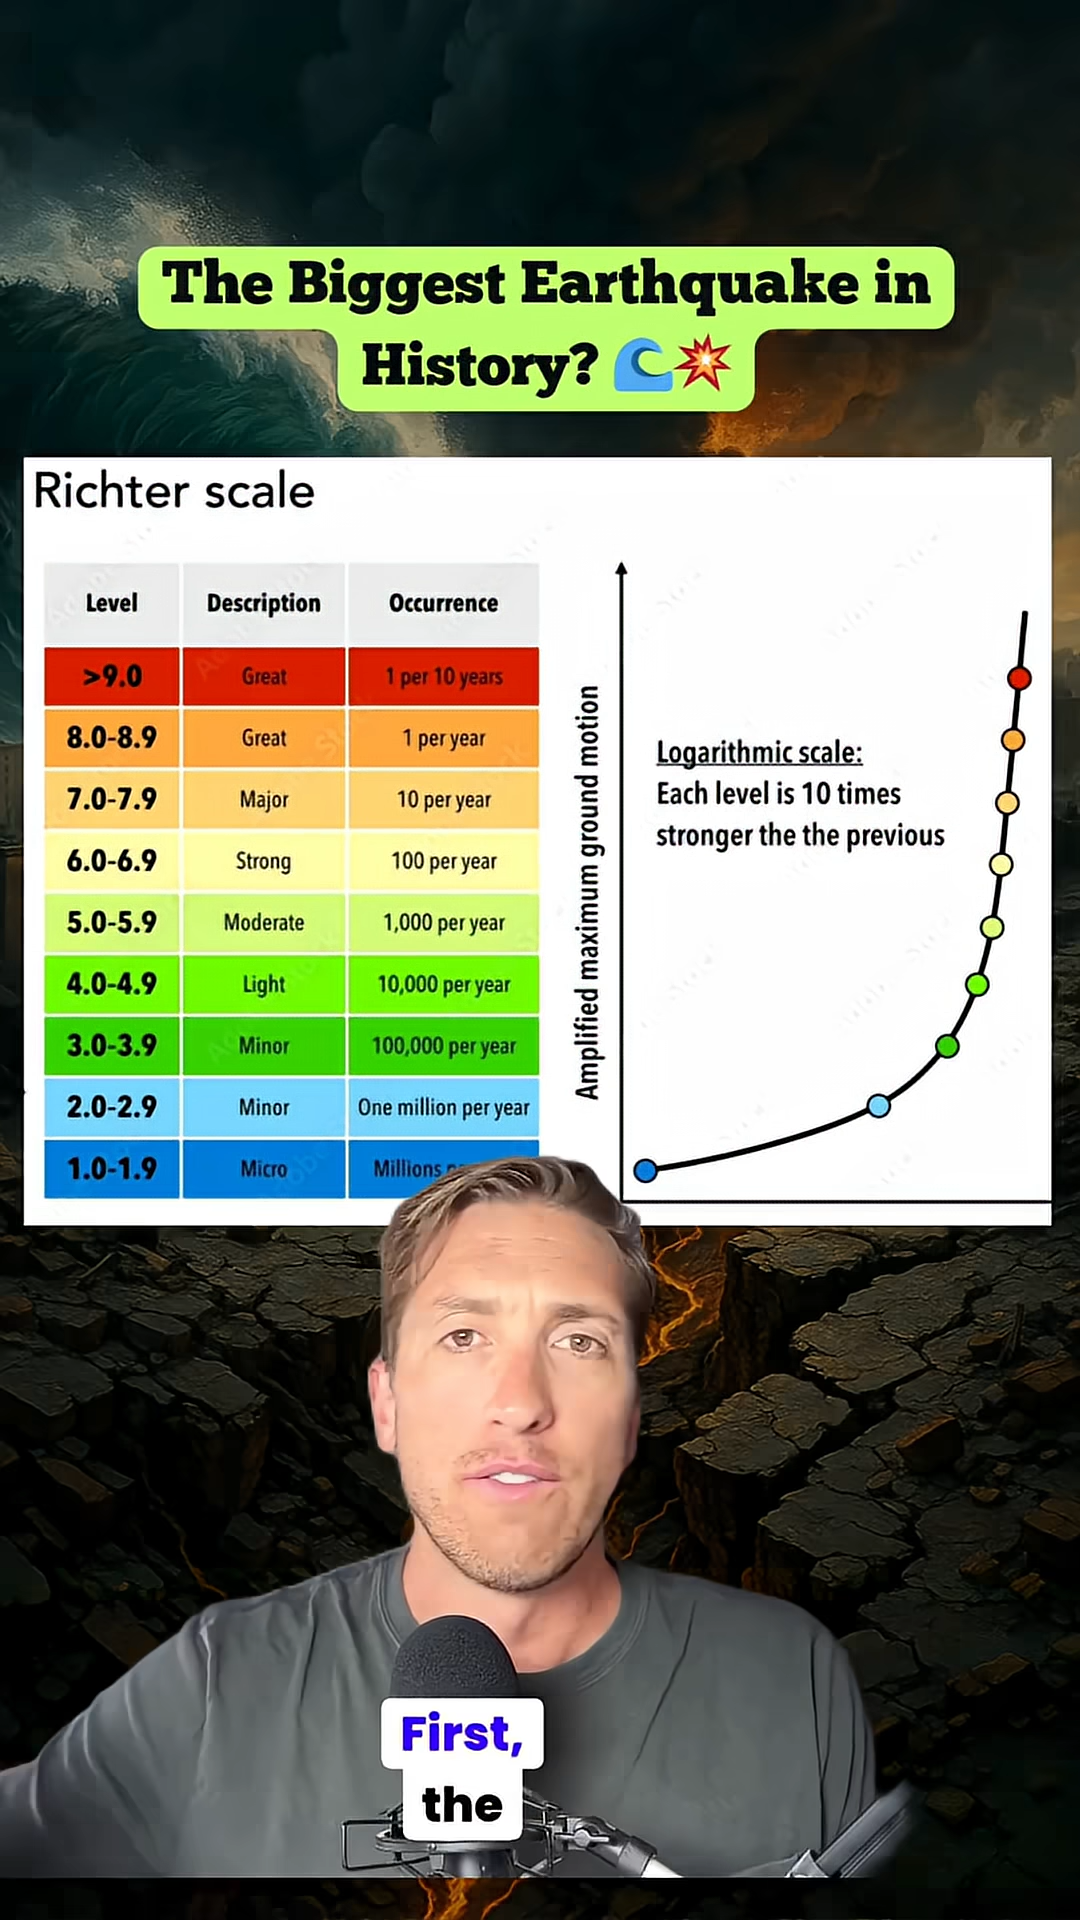 The Biggest Earthquake in
History? 🌊💥
Richter scale
Level Description Occurrence
>9.0 Great 1 per 10 years
8.0-8.9 Great 1 per year
7.0-7.9 Major 10 per year
6.0-6.9 Strong 100 per year
5.0-5.9 Moderate 1,000 per year
4.0-4.9 Light 10,000 per year
3.0-3.9 Minor 100,000 per year
2.0-2.9 Minor One million per year
1.0-1.9 Micro Millions
Amplified maximum ground motion
Logarithmic scale:
Each level is 10 times
stronger the the previous
First,
the